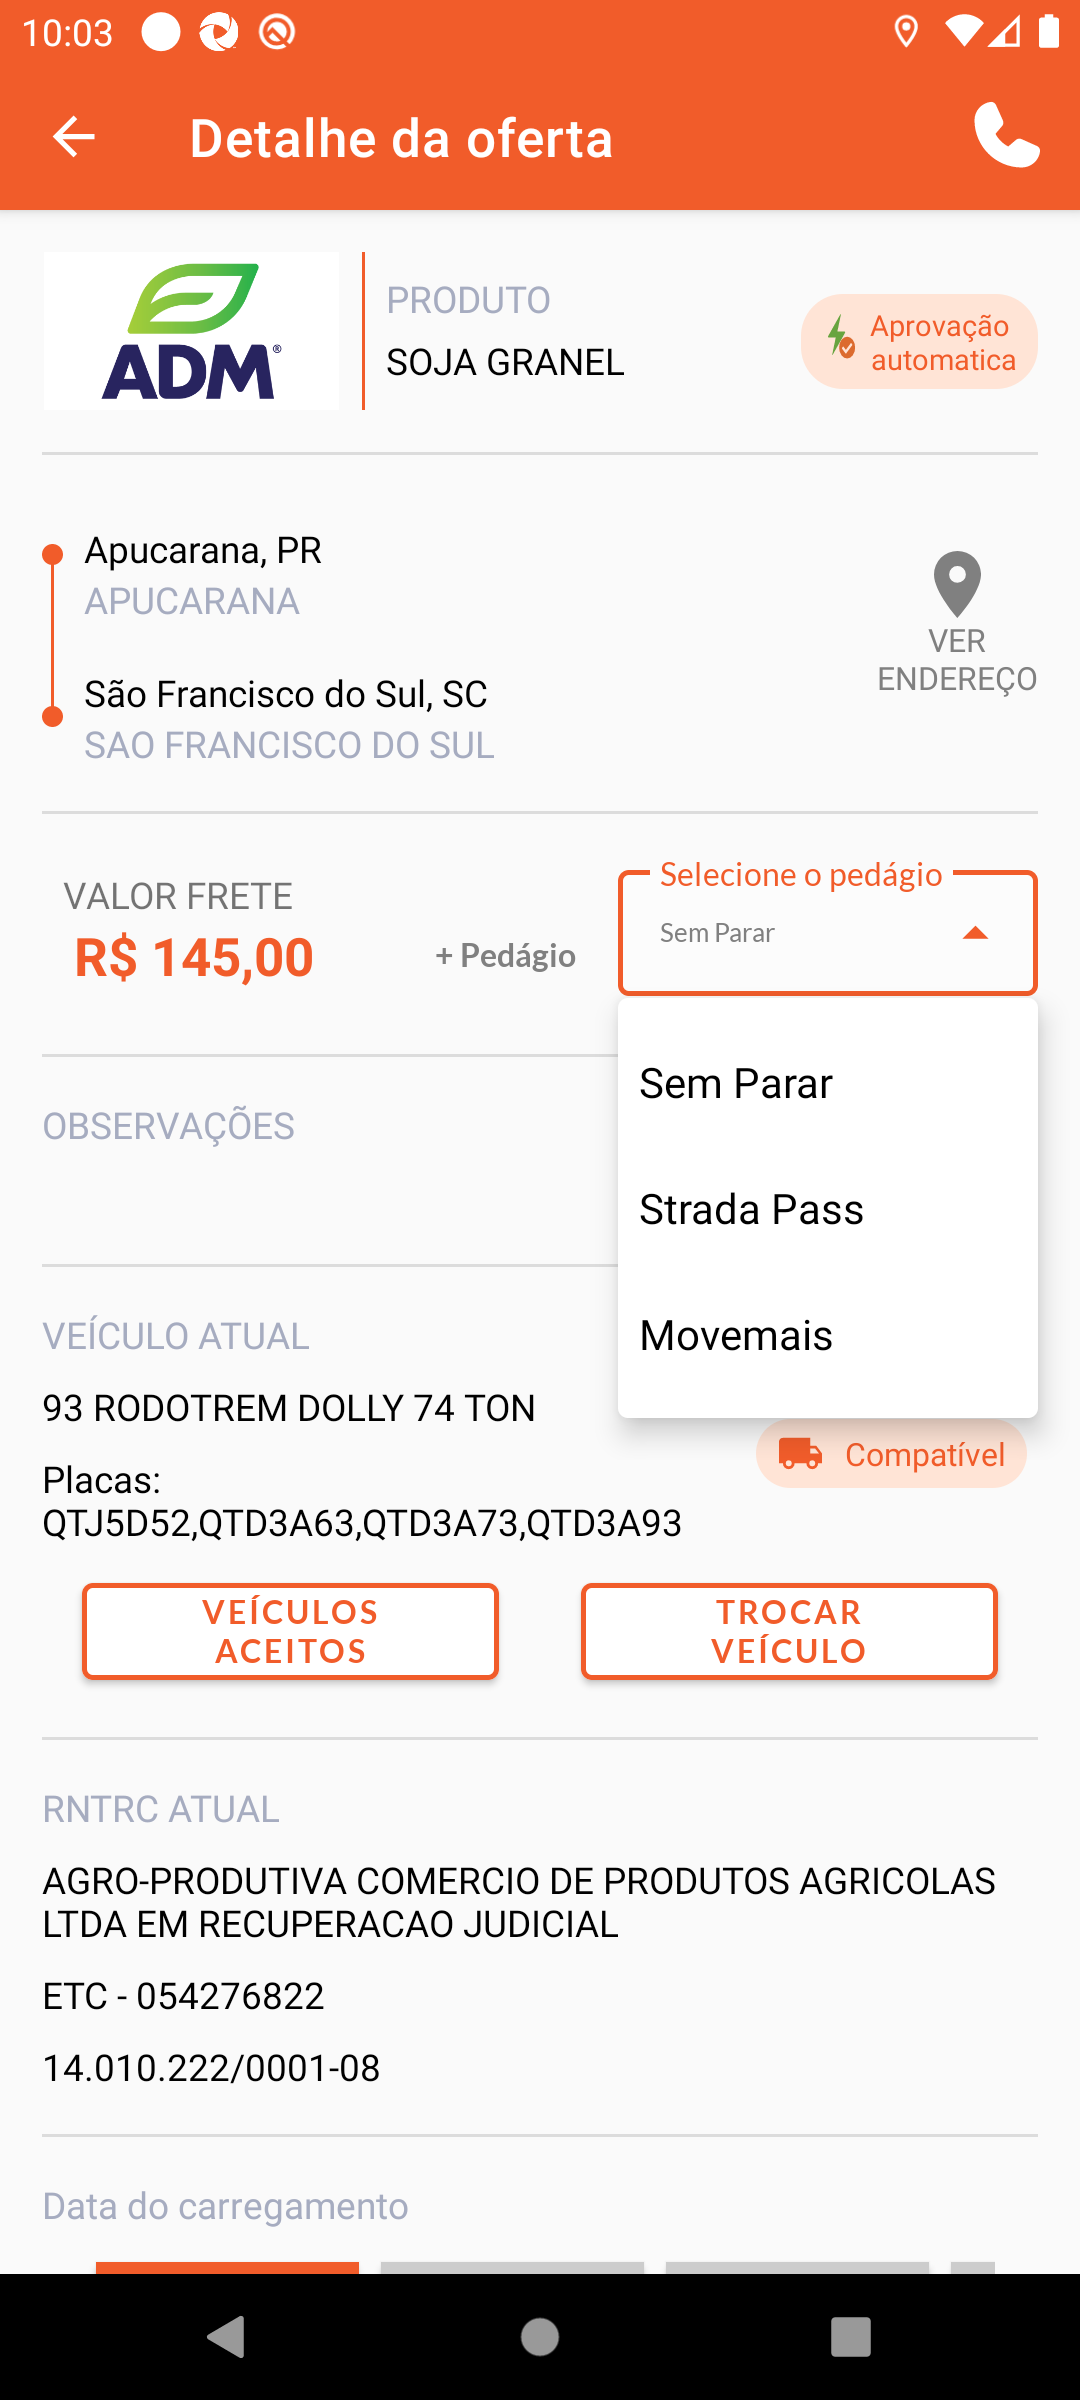 10:03
Detalhe da oferta
ADM®
PRODUTO
SOJA GRANEL
Aprovação
automatica
Apucarana, PR
APUCARANA
São Francisco do Sul, SC
SAO FRANCISCO DO SUL
VER
ENDEREÇO
VALOR FRETE
R$ 145,00
+ Pedágio
Selecione o pedágio
Sem Parar
Sem Parar
Strada Pass
Movemais
OBSERVAÇÕES
VEÍCULO ATUAL
93 RODOTREM DOLLY 74 TON
Compatível
Placas:
QTJ5D52,QTD3A63,QTD3A73,QTD3A93
VEÍCULOS
ACEITOS
TROCAR
VEÍCULO
RNTRC ATUAL
AGRO-PRODUTIVA COMERCIO DE PRODUTOS AGRICOLAS
LTDA EM RECUPERACAO JUDICIAL
ETC - 054276822
14.010.222/0001-08
Data do carregamento